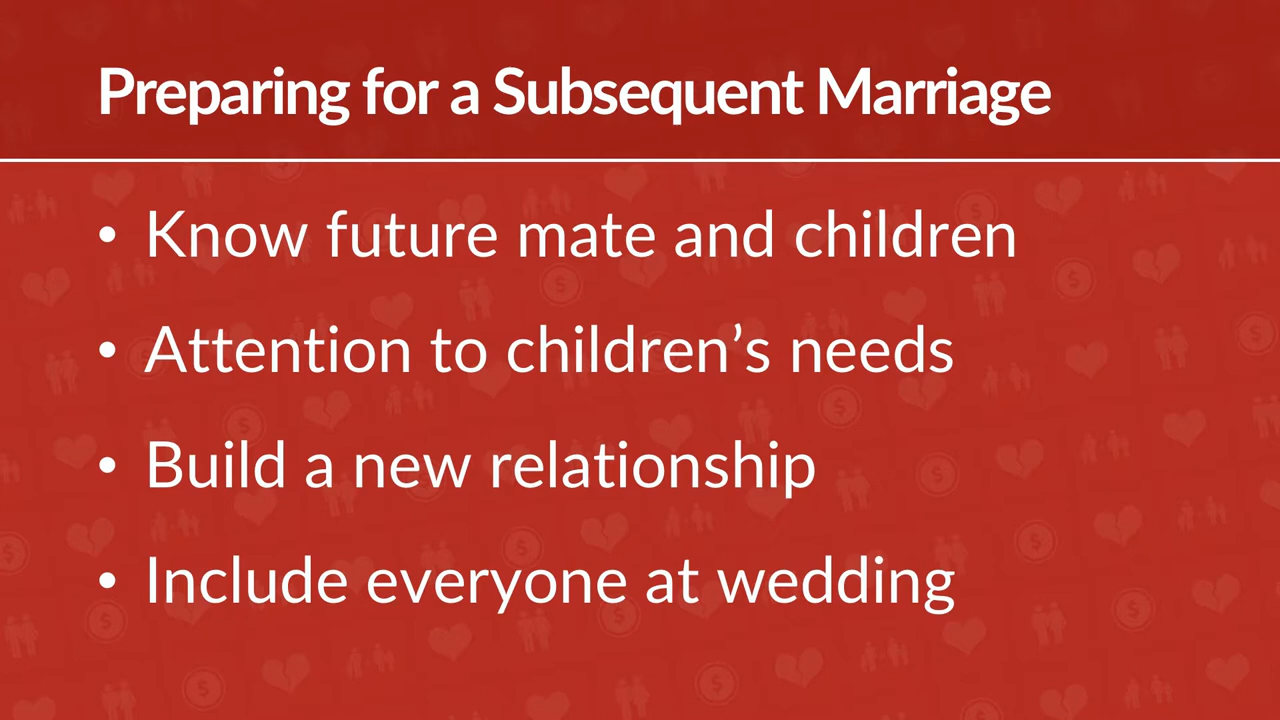 Preparing for a Subsequent Marriage
• Know future mate and children
• Attention to children’s needs
• Build a new relationship
• Include everyone at wedding